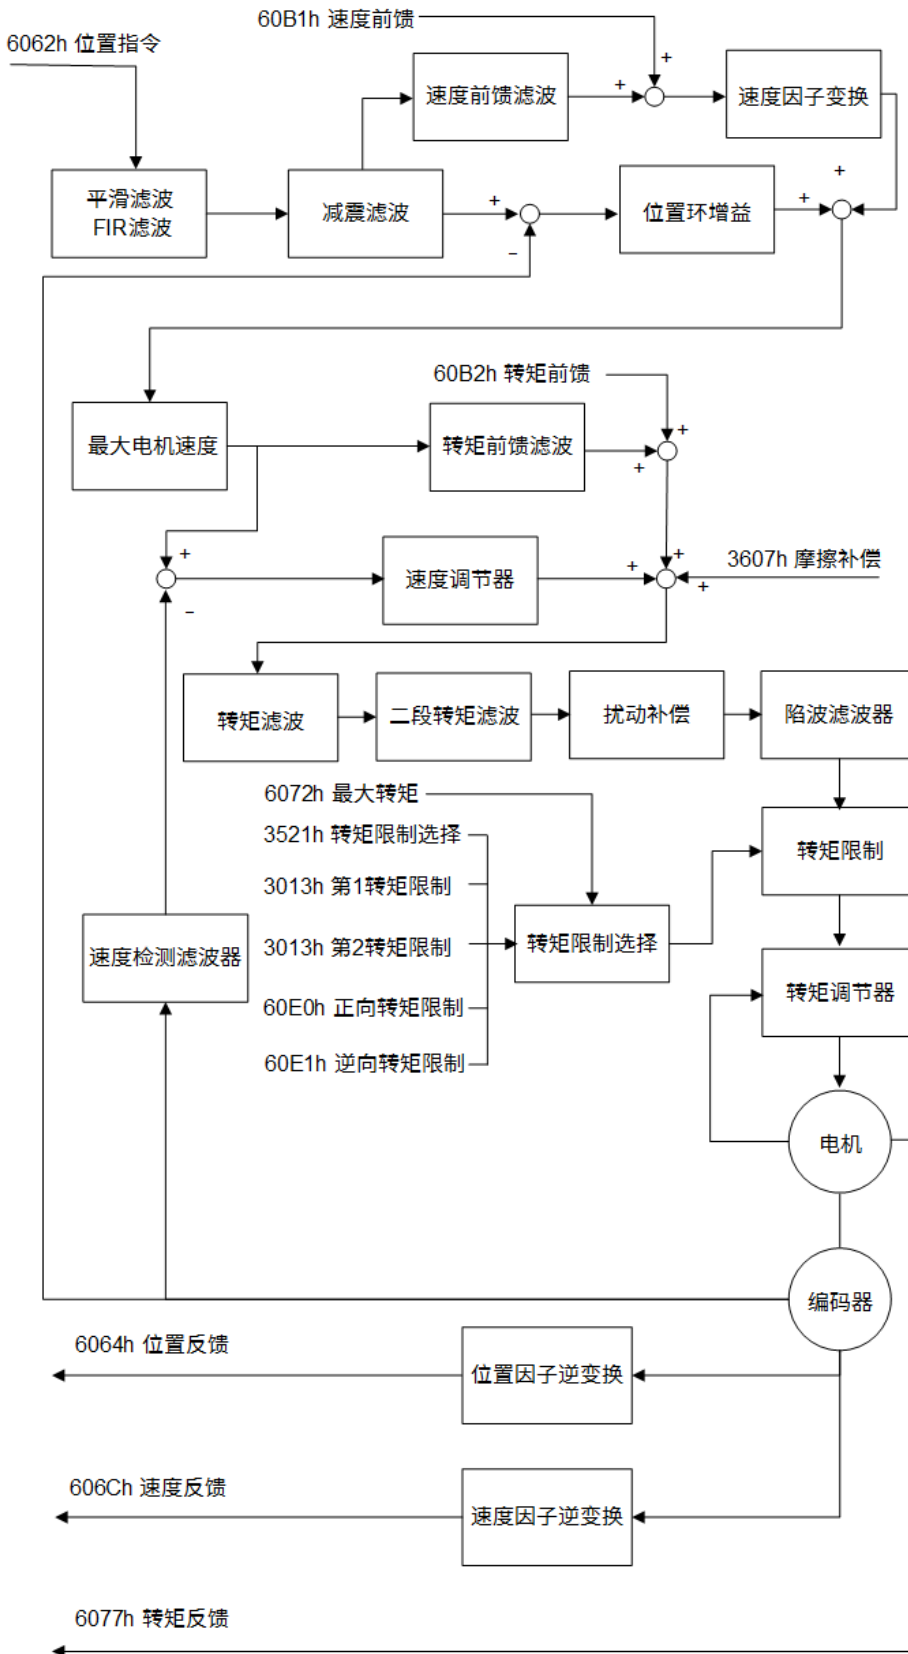 60B1h 速度前馈
6062h 位置指令
+
速度前馈滤波
+
速度因子变换
平滑滤波
FIR滤波
减震滤波
+
−
位置环增益
+
+
60B2h 转矩前馈
最大电机速度
转矩前馈滤波
+
+
+
−
速度调节器
+
+
+
3607h 摩擦补偿
转矩滤波
二段转矩滤波
扰动补偿
陷波滤波器
6072h 最大转矩
3521h 转矩限制选择
3013h 第1转矩限制
3013h 第2转矩限制
60E0h 正向转矩限制
60E1h 逆向转矩限制
转矩限制选择
转矩限制
速度检测滤波器
转矩调节器
电机
编码器
6064h 位置反馈
位置因子逆变换
606Ch 速度反馈
速度因子逆变换
6077h 转矩反馈